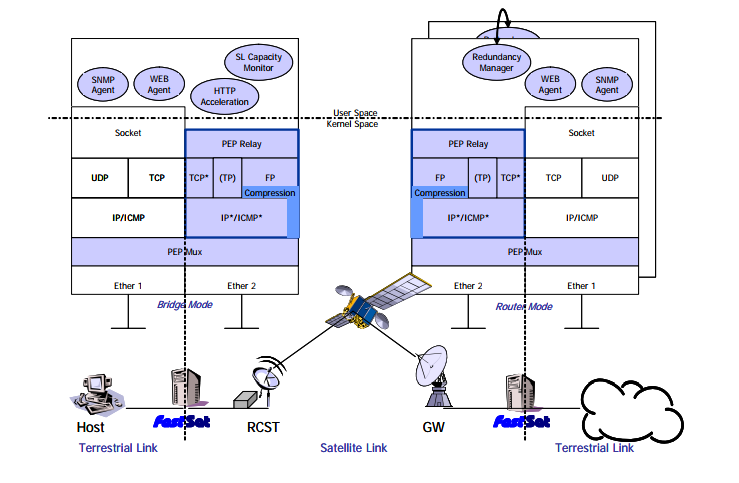 SL Capacity
Monitor
SNMP
Agent
WEB
Agent
HTTP
Acceleration
Redundancy
Manager
WEB
Agent
SNMP
Agent
User Space
Kernel Space
Socket
PEP Relay
UDP
TCP
TCP*
(TP)
FP
Compression
IP/ICMP
IP*/ICMP*
PEP Mux
Ether 1
Ether 2
Bridge Mode
PEP Relay
Socket
FP
(TP)
TCP*
TCP
UDP
Compression
IP*/ICMP*
IP/ICMP
PEP Mux
Ether 2
Ether 1
Router Mode
Host
FastSat
RCST
GW
FastSat
Terrestrial Link
Satellite Link
Terrestrial Link